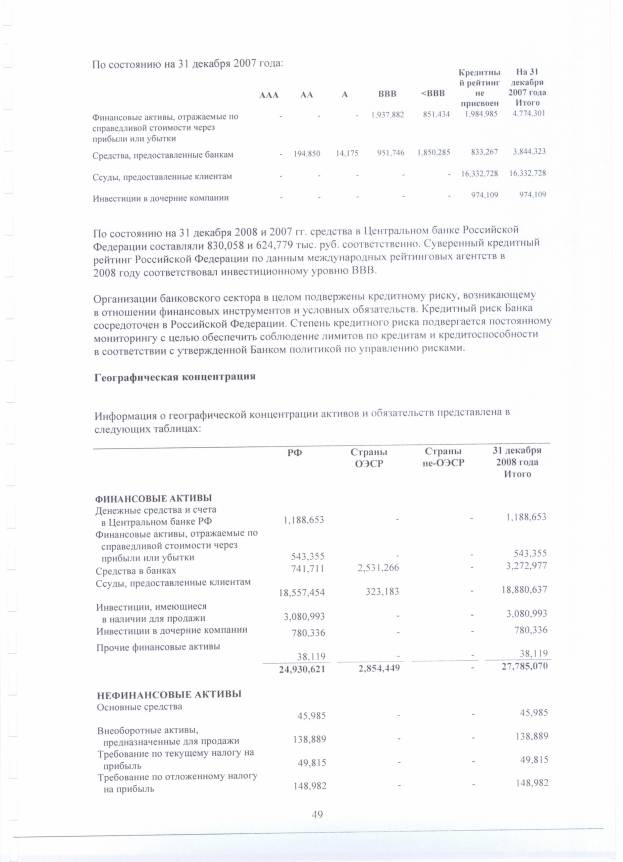 По состоянию на 31 декабря 2007 года:
AAA AA A BBB <BBB Кредитны На 31
й рейтинг декабря
не 2007 года
присвоен Итого
Финансовые активы, отражаемые по - - - 1,937,882 851,434 1,984,985 4,774,301
справедливой стоимости через
прибыли или убытки
Средства, предоставленные банкам - 194,850 14,175 951,746 1,850,285 833,267 3,844,323
Ссуды, предоставленные клиентам - - - - - 16,332,728 16,332,728
Инвестиции в дочерние компании - - - - - 974,109 974,109
По состоянию на 31 декабря 2008 и 2007 гг. средства в Центральном банке Российской
Федерации составляли 830,058 и 624,779 тыс. руб. соответственно. Суверенный кредитный
рейтинг Российской Федерации по данным международных рейтинговых агентств в
2008 году соответствовал инвестиционному уровню BBB.
Организации банковского сектора в целом подвержены кредитному риску, возникающему
в отношении финансовых инструментов и условных обязательств. Кредитный риск Банка
сосредоточен в Российской Федерации. Степень кредитного риска подвергается постоянному
мониторингу с целью обеспечить соблюдение лимитов по кредитам и кредитоспособности
в соответствии с утвержденной Банком политикой по управлению рисками.
Географическая концентрация
Информация о географической концентрации активов и обязательств представлена в
следующих таблицах:
РФ Страны Страны 31 декабря
ОЭСР не-ОЭСР 2008 года
Итого
ФИНАНСОВЫЕ АКТИВЫ
Денежные средства и счета
в Центральном банке РФ 1,188,653 - - 1,188,653
Финансовые активы, отражаемые по
справедливой стоимости через
прибыли или убытки 543,355 - - 543,355
Средства в банках 741,711 2,531,266 - 3,272,977
Ссуды, предоставленные клиентам
18,557,454 323,183 - 18,880,637
Инвестиции, имеющиеся
в наличии для продажи 3,080,993 - - 3,080,993
Инвестиции в дочерние компании 780,336 - - 780,336
Прочие финансовые активы
38,119 - - 38,119
24,930,621 2,854,449 - 27,785,070
НЕФИНАНСОВЫЕ АКТИВЫ
Основные средства
45,985 - - 45,985
Внеоборотные активы,
предназначенные для продажи 138,889 - - 138,889
Требование по текущему налогу на
прибыль 49,815 - - 49,815
Требование по отложенному налогу
на прибыль 148,982 - - 148,982
49